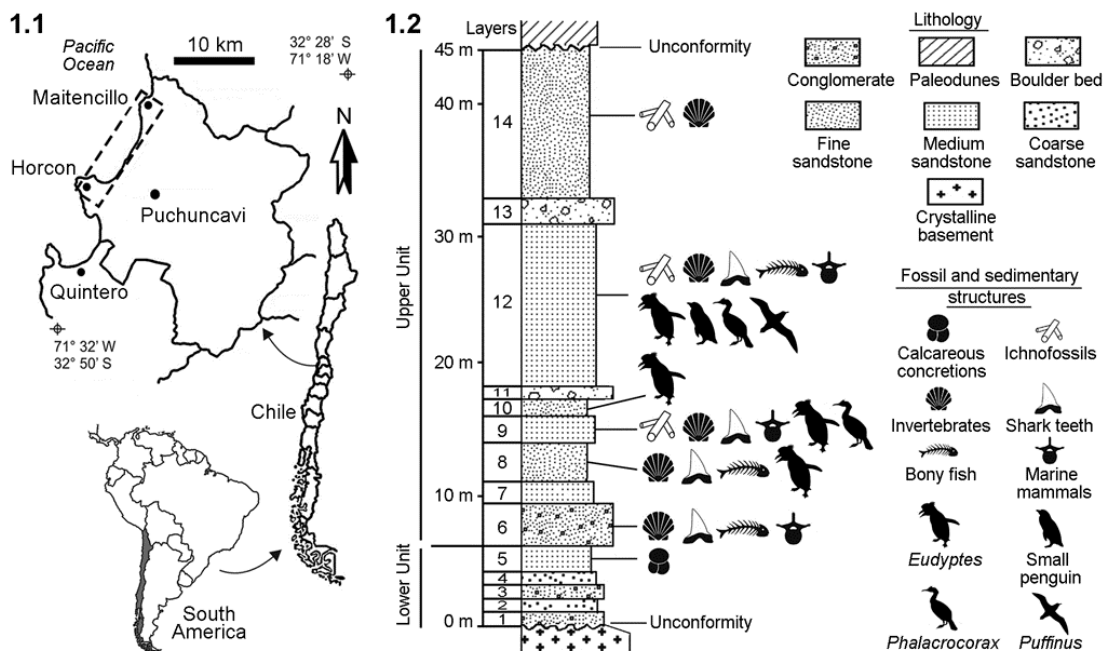 1.1
Pacific
Ocean
10 km
32° 28' S
71° 18' W
Maitencillo
N
Horcon
Puchuncavi
Quintero
71° 32' W
32° 50' S
Chile
South
America
1.2
Layers
45 m
Unconformity
40 m
14
13
30 m
12
20 m
11
10
9
8
10 m
7
6
5
4
3
2
0 m
1
Unconformity
Upper Unit
Lower Unit
Lithology
Conglomerate
Paleodunes
Boulder bed
Fine
sandstone
Medium
sandstone
Coarse
sandstone
Crystalline
basement
Fossil and sedimentary
structures
Calcareous
concretions
Ichnofossils
Invertebrates
Shark teeth
Bony fish
Marine
mammals
Eudyptes
Small
penguin
Phalacrocorax
Puffinus